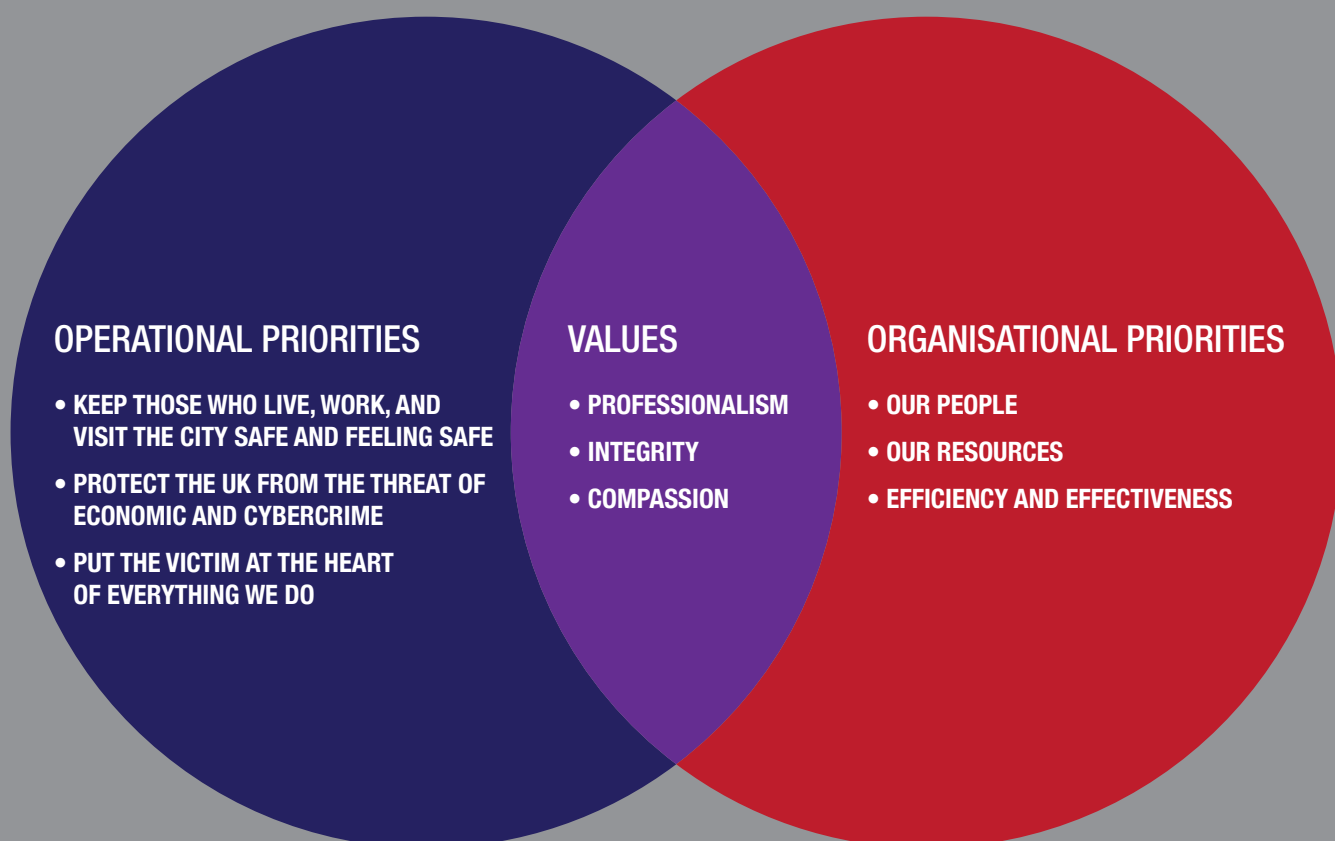 OPERATIONAL PRIORITIES
• KEEP THOSE WHO LIVE, WORK, AND
VISIT THE CITY SAFE AND FEELING SAFE
• PROTECT THE UK FROM THE THREAT OF
ECONOMIC AND CYBERCRIME
• PUT THE VICTIM AT THE HEART
OF EVERYTHING WE DO
VALUES
• PROFESSIONALISM
• INTEGRITY
• COMPASSION
ORGANISATIONAL PRIORITIES
• OUR PEOPLE
• OUR RESOURCES
• EFFICIENCY AND EFFECTIVENESS